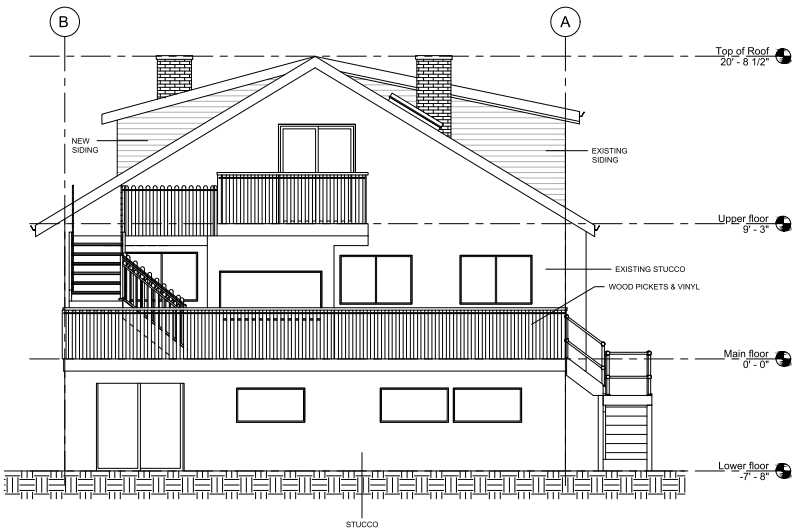 B
A
Top of Roof
20' - 8 1/2"
NEW
SIDING
EXISTING
SIDING
Upper floor
9' - 3"
EXISTING STUCCO
WOOD PICKETS & VINYL
Main floor
0' - 0"
Lower floor
-7' - 8"
STUCCO